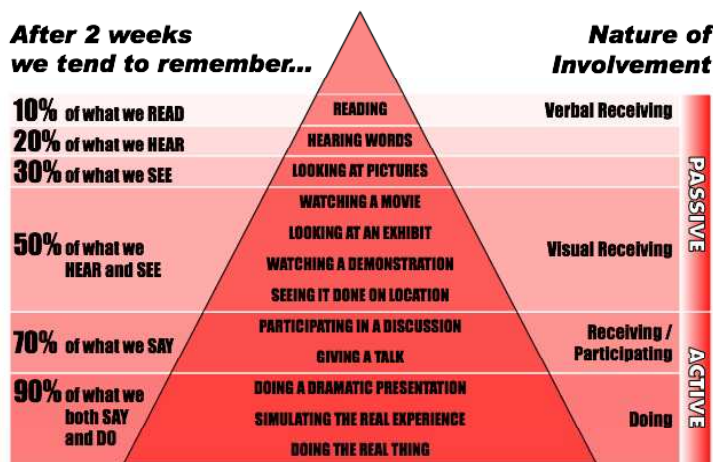 After 2 weeks
we tend to remember...
Nature of
Involvement
10% of what we READ
READING
Verbal Receiving
20% of what we HEAR
HEARING WORDS
30% of what we SEE
LOOKING AT PICTURES
50% of what we
HEAR and SEE
WATCHING A MOVIE
LOOKING AT AN EXHIBIT
WATCHING A DEMONSTRATION
SEEING IT DONE ON LOCATION
Visual Receiving
PASSIVE
70% of what we SAY
PARTICIPATING IN A DISCUSSION
GIVING A TALK
Receiving /
Participating
90% of what we
both SAY
and DO
DOING A DRAMATIC PRESENTATION
SIMULATING THE REAL EXPERIENCE
DOING THE REAL THING
Doing
ACTIVE